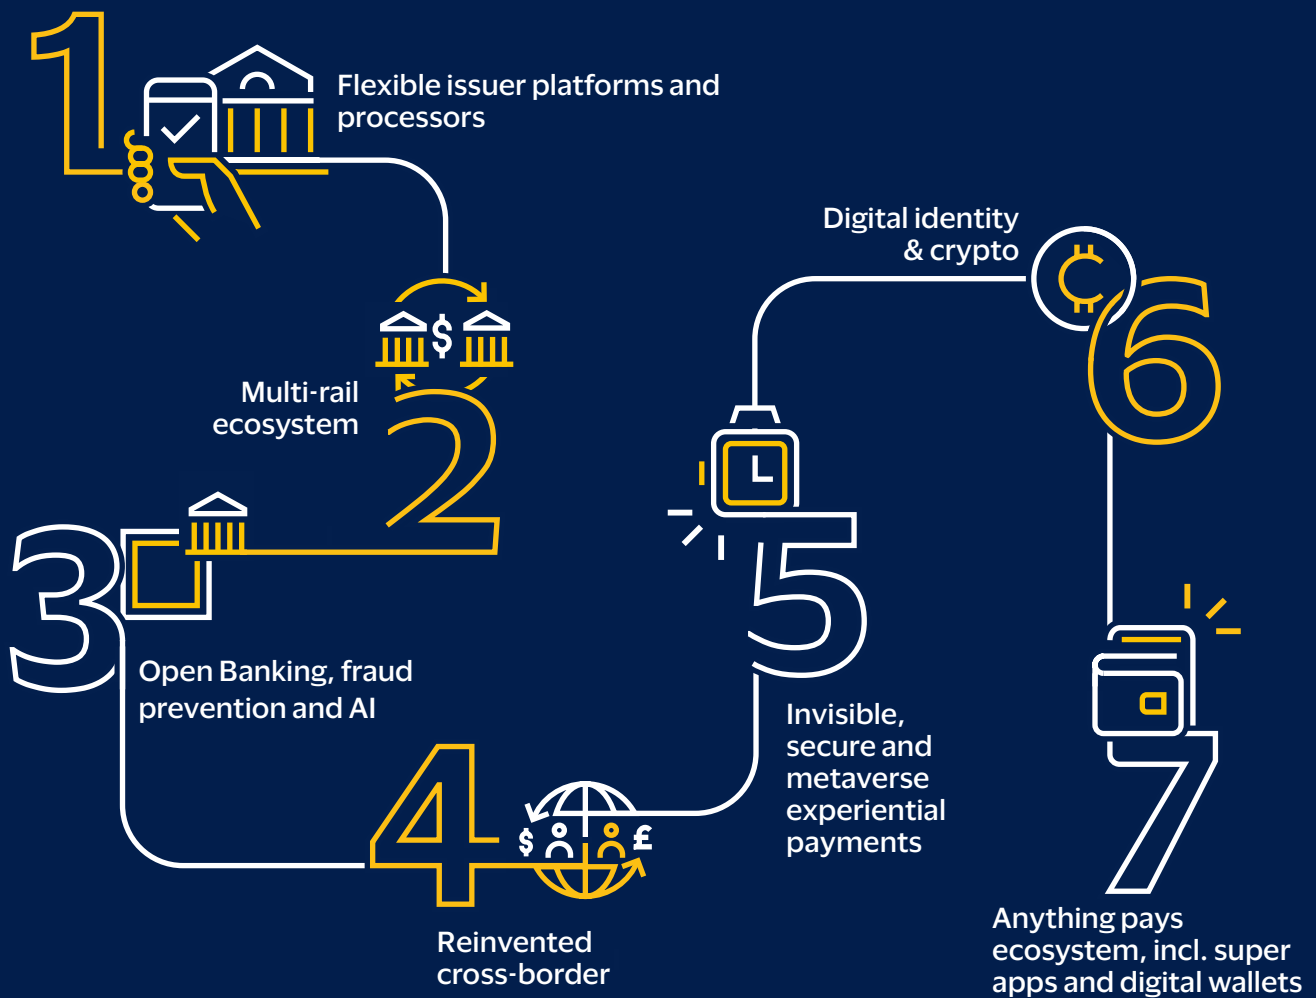 1
Flexible issuer platforms and
processors
$
2
Multi-rail
ecosystem
3
Open Banking, fraud
prevention and AI
4
$ £
Reinvented
cross-border
5
Invisible,
secure and
metaverse
experiential
payments
6
Digital identity
& crypto
7
Anything pays
ecosystem, incl. super
apps and digital wallets